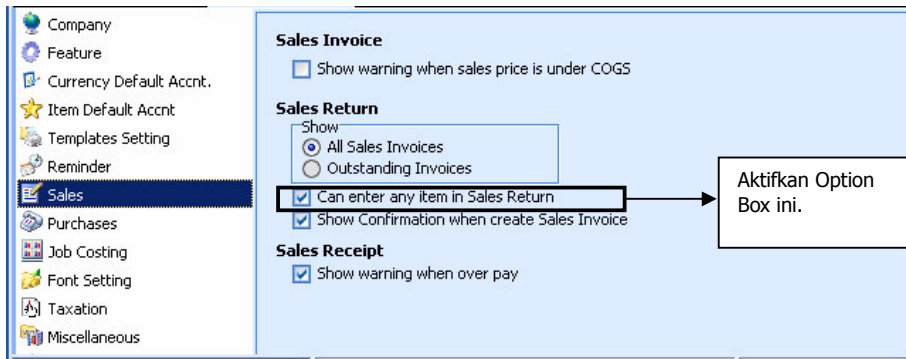 Company
Feature
Currency Default Accnt.
Item Default Accnt
Templates Setting
Reminder
Sales
Purchases
Job Costing
Font Setting
Taxation
Miscellaneous
Sales Invoice
Show warning when sales price is under COGS
Sales Return
Show
All Sales Invoices
Outstanding Invoices
Can enter any item in Sales Return
Show Confirmation when create Sales Invoice
Sales Receipt
Show warning when over pay
Aktifkan Option
Box ini.